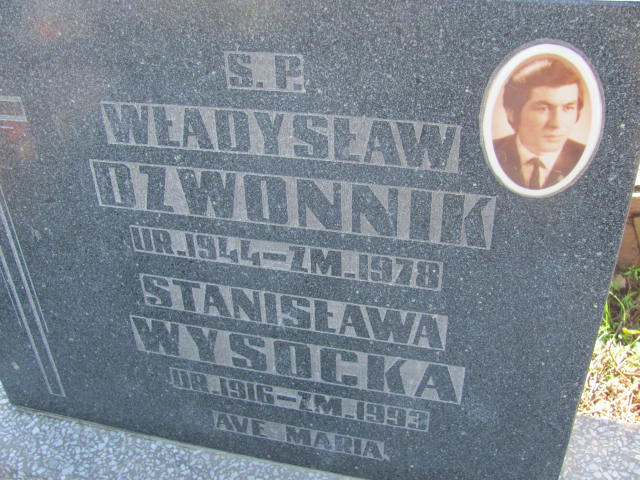 S.P.
WŁADYSŁAW
DZWONNIK
UR.1944-ZM.1978
STANISŁAWA
WYSOCKA
UR.1916-ZM.1993
AVE MARIA